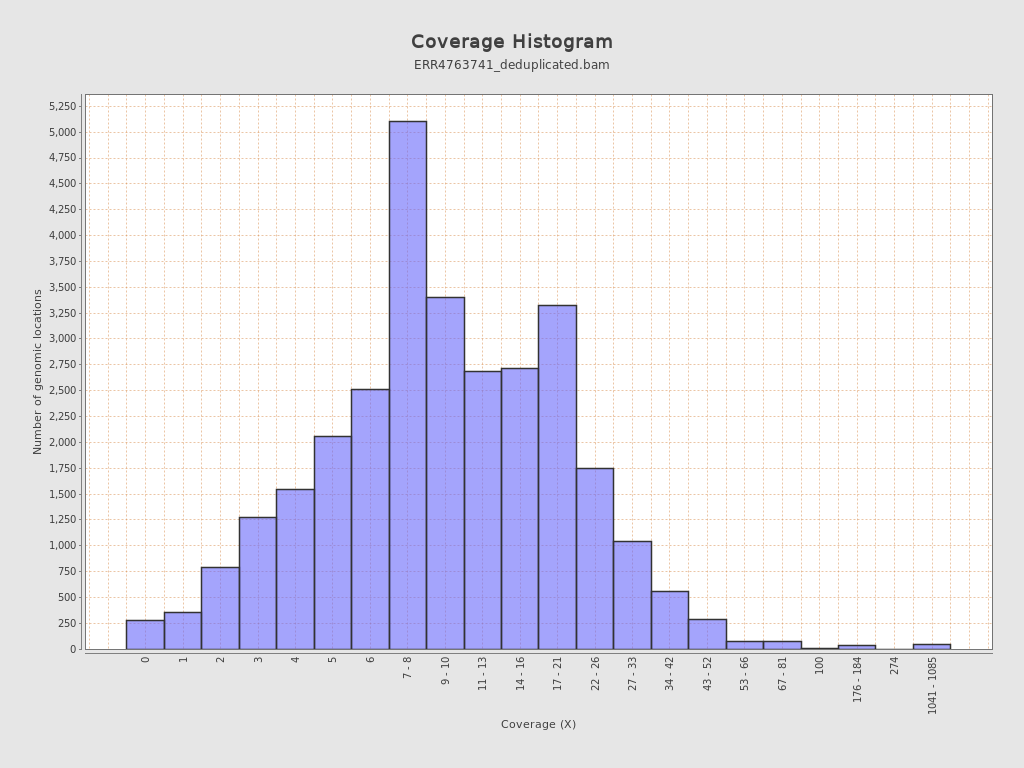 Coverage Histogram
ERR4763741_deduplicated.bam
Number of genomic locations
5,250
5,000
4,750
4,500
4,250
4,000
3,750
3,500
3,250
3,000
2,750
2,500
2,250
2,000
1,750
1,500
1,250
1,000
750
500
250
0
0
1
2
3
4
5
6
7 - 8
9 - 10
11 - 13
14 - 16
17 - 21
22 - 26
27 - 33
34 - 42
43 - 52
53 - 66
67 - 81
100
176 - 184
274
1041 - 1085
Coverage (X)